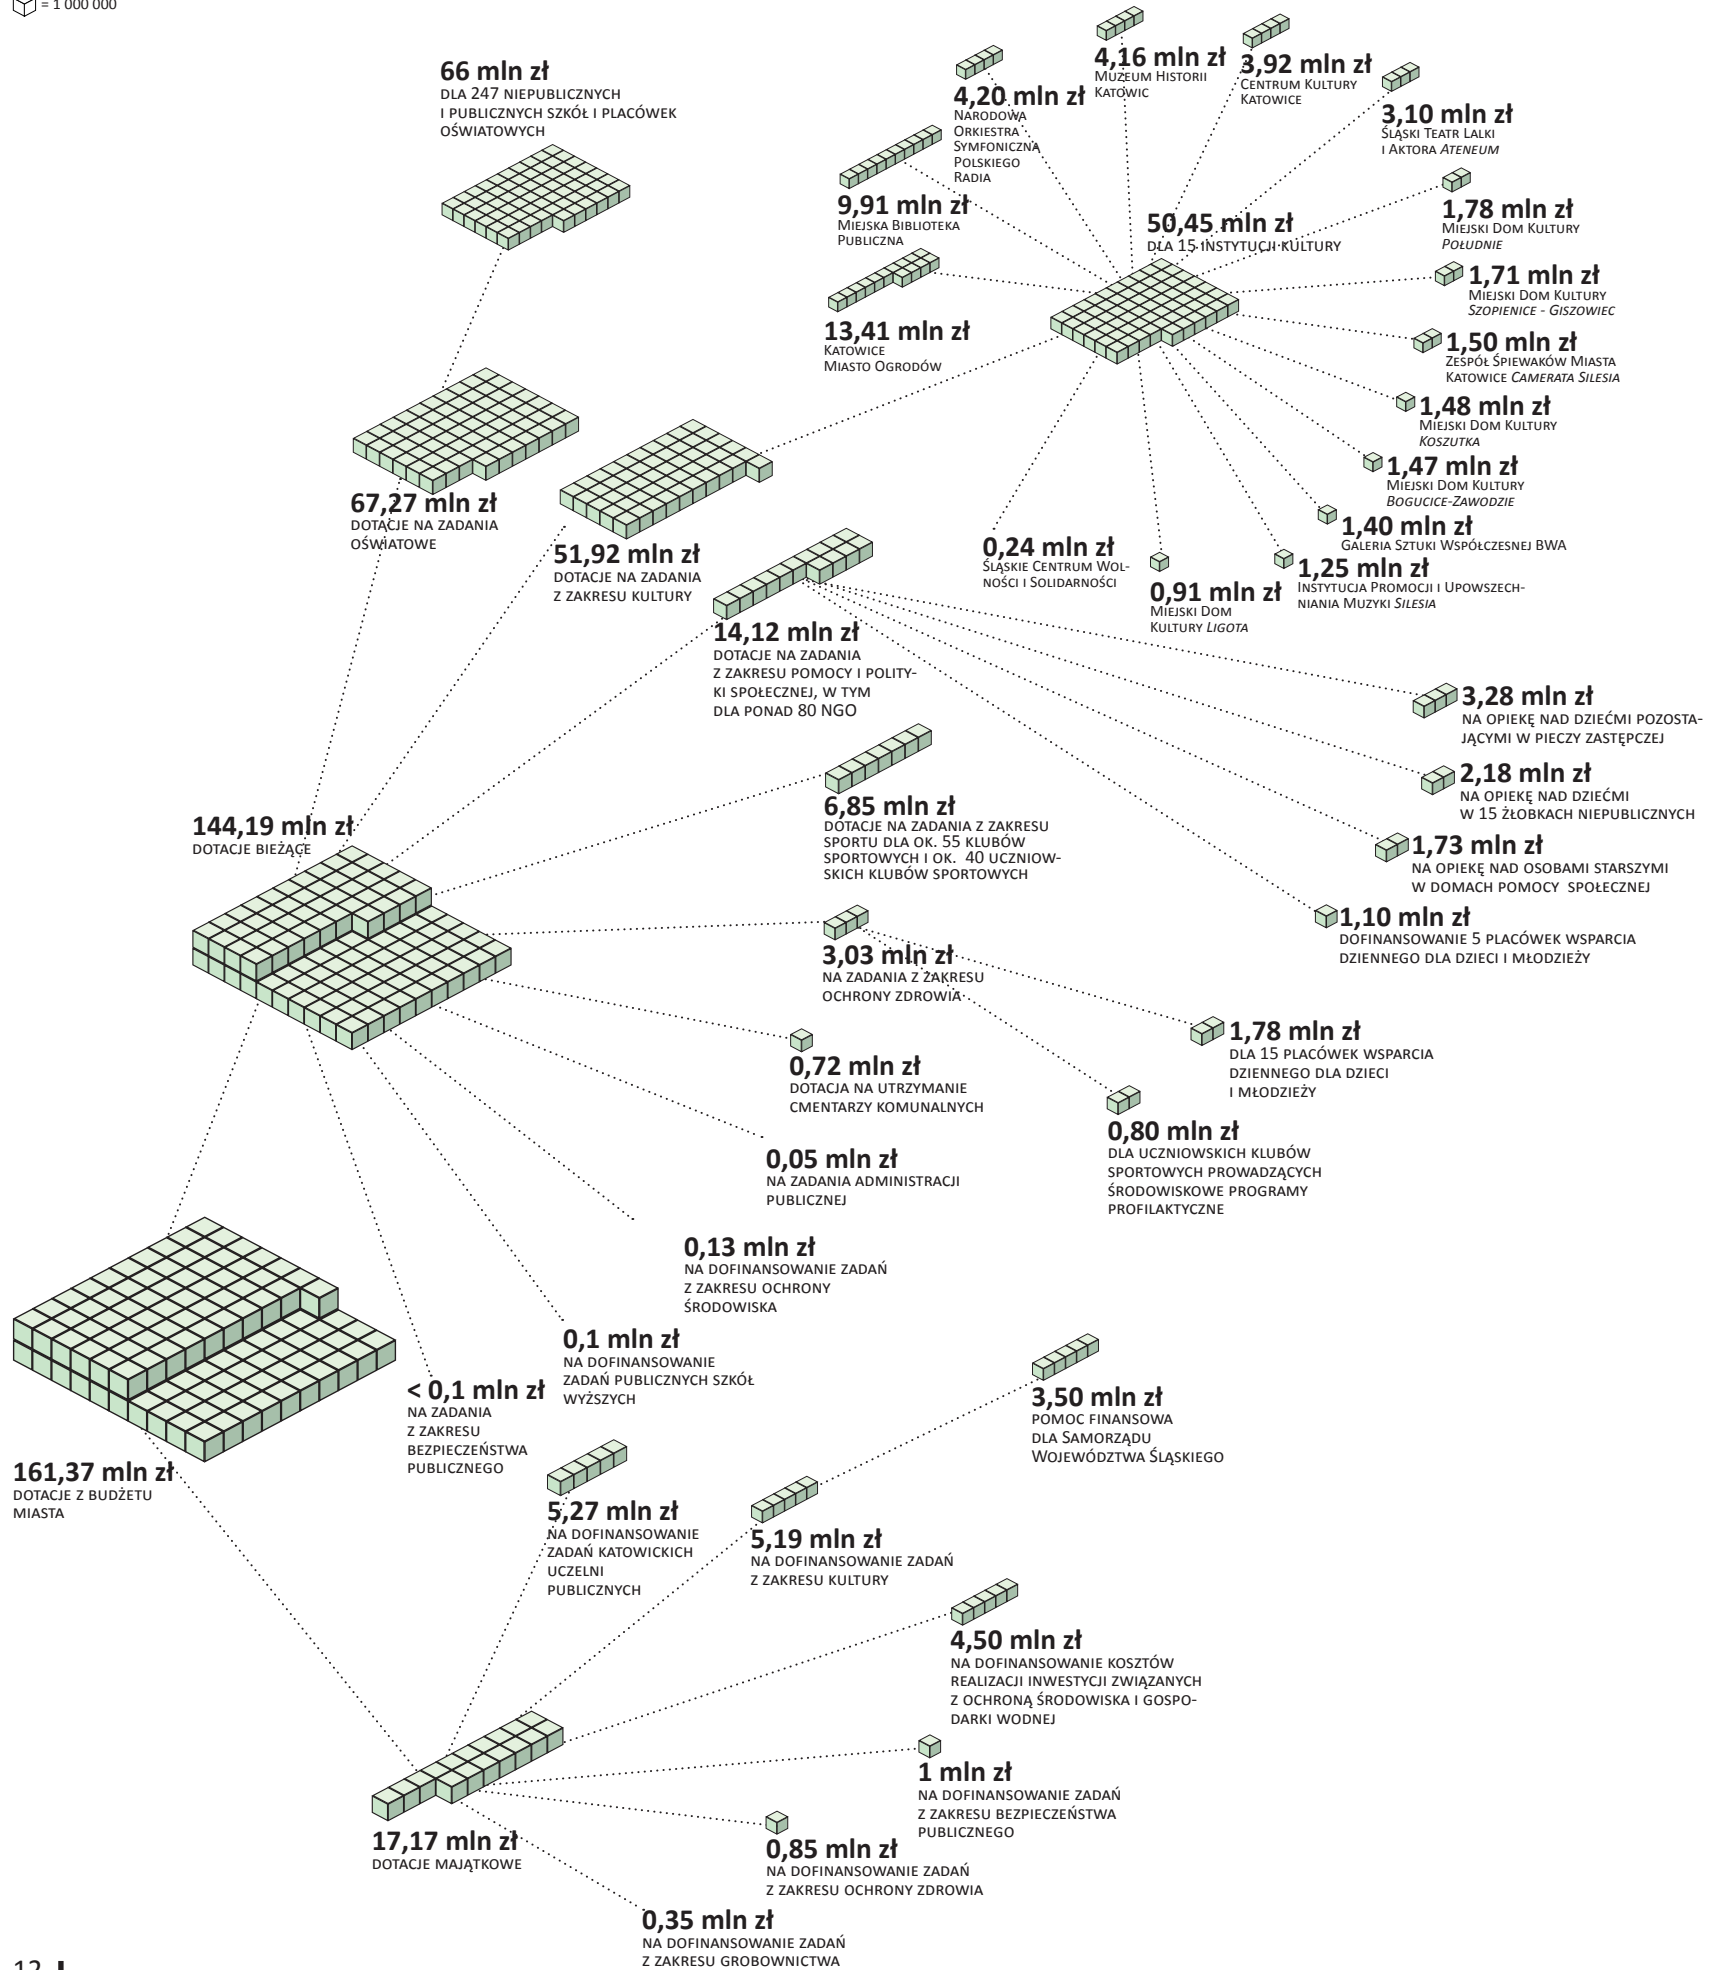 = 1 000 000
66 mln zł
DLA 247 NIEPUBLICZNYCH
I PUBLICZNYCH SZKÓŁ I PLACÓWEK
OŚWIATOWYCH
4,20 mln zł
NARODOWA
ORKIESTRA
SYMFONICZNA
POLSKIEGO
RADIA
4,16 mln zł
MUZEUM HISTORII
KATOWIC
3,92 mln zł
CENTRUM KULTURY
KATOWICE
3,10 mln zł
ŚLĄSKI TEATR LALKI
I AKTORA ATENEUM
9,91 mln zł
MIEJSKA BIBLIOTEKA
PUBLICZNA
50,45 mln zł
DLA 15 INSTYTUCJI KULTURY
1,78 mln zł
MIEJSKI DOM KULTURY
POŁUDNIE
1,71 mln zł
MIEJSKI DOM KULTURY
SZOPIENICE - GISZOWIEC
13,41 mln zł
KATOWICE
MIASTO OGRODÓW
1,50 mln zł
ZESPÓŁ ŚPIEWAKÓW MIASTA
KATOWICE CAMERATA SILESIA
1,48 mln zł
MIEJSKI DOM KULTURY
KOSZUTKA
1,47 mln zł
MIEJSKI DOM KULTURY
BOGUCICE-ZAWODZIE
1,40 mln zł
GALERIA SZTUKI WSPÓŁCZESNEJ BWA
1,25 mln zł
INSTYTUCJA PROMOCJI I UPOWSZECH-
NIANIA MUZYKI SILESIA
0,91 mln zł
MIEJSKI DOM
KULTURY LIGOTA
0,24 mln zł
ŚLĄSKIE CENTRUM WOL-
NOŚCI I SOLIDARNOŚCI
67,27 mln zł
DOTACJE NA ZADANIA
OŚWIATOWE
51,92 mln zł
DOTACJE NA ZADANIA
Z ZAKRESU KULTURY
14,12 mln zł
DOTACJE NA ZADANIA
Z ZAKRESU POMOCY I POLITY-
KI SPOŁECZNEJ, W TYM
DLA PONAD 80 NGO
3,28 mln zł
NA OPIEKĘ NAD DZIEĆMI POZOSTA-
JĄCYMI W PIECZY ZASTĘPCZEJ
2,18 mln zł
NA OPIEKĘ NAD DZIEĆMI
W 15 ŻŁOBKACH NIEPUBLICZNYCH
1,73 mln zł
NA OPIEKĘ NAD OSOBAMI STARSZYMI
W DOMACH POMOCY SPOŁECZNEJ
1,10 mln zł
DOFINANSOWANIE 5 PLACÓWEK WSPARCIA
DZIENNEGO DLA DZIECI I MŁODZIEŻY
144,19 mln zł
DOTACJE BIEŻĄCE
6,85 mln zł
DOTACJE NA ZADANIA Z ZAKRESU
SPORTU DLA OK. 55 KLUBÓW
SPORTOWYCH I OK. 40 UCZNIOW-
SKICH KLUBÓW SPORTOWYCH
3,03 mln zł
NA ZADANIA Z ZAKRESU
OCHRONY ZDROWIA
1,78 mln zł
DLA 15 PLACÓWEK WSPARCIA
DZIENNEGO DLA DZIECI
I MŁODZIEŻY
0,80 mln zł
DLA UCZNIOWSKICH KLUBÓW
SPORTOWYCH PROWADZĄCYCH
ŚRODOWISKOWE PROGRAMY
PROFILAKTYCZNE
0,72 mln zł
DOTACJA NA UTRZYMANIE
CMENTARZY KOMUNALNYCH
0,05 mln zł
NA ZADANIA ADMINISTRACJI
PUBLICZNEJ
0,13 mln zł
NA DOFINANSOWANIE ZADAŃ
Z ZAKRESU OCHRONY
ŚRODOWISKA
0,1 mln zł
NA DOFINANSOWANIE
ZADAŃ PUBLICZNYCH SZKÓŁ
WYŻSZYCH
< 0,1 mln zł
NA ZADANIA
Z ZAKRESU
BEZPIECZEŃSTWA
PUBLICZNEGO
161,37 mln zł
DOTACJE Z BUDŻETU
MIASTA
3,50 mln zł
POMOC FINANSOWA
DLA SAMORZĄDU
WOJEWÓDZTWA ŚLĄSKIEGO
5,27 mln zł
NA DOFINANSOWANIE
ZADAŃ KATOWICKICH
UCZELNI
PUBLICZNYCH
5,19 mln zł
NA DOFINANSOWANIE ZADAŃ
Z ZAKRESU KULTURY
4,50 mln zł
NA DOFINANSOWANIE KOSZTÓW
REALIZACJI INWESTYCJI ZWIĄZANYCH
Z OCHRONĄ ŚRODOWISKA I GOSPO-
DARKI WODNEJ
1 mln zł
NA DOFINANSOWANIE ZADAŃ
Z ZAKRESU BEZPIECZEŃSTWA
PUBLICZNEGO
17,17 mln zł
DOTACJE MAJĄTKOWE
0,85 mln zł
NA DOFINANSOWANIE ZADAŃ
Z ZAKRESU OCHRONY ZDROWIA
0,35 mln zł
NA DOFINANSOWANIE ZADAŃ
Z ZAKRESU GROBOWNICTWA
12